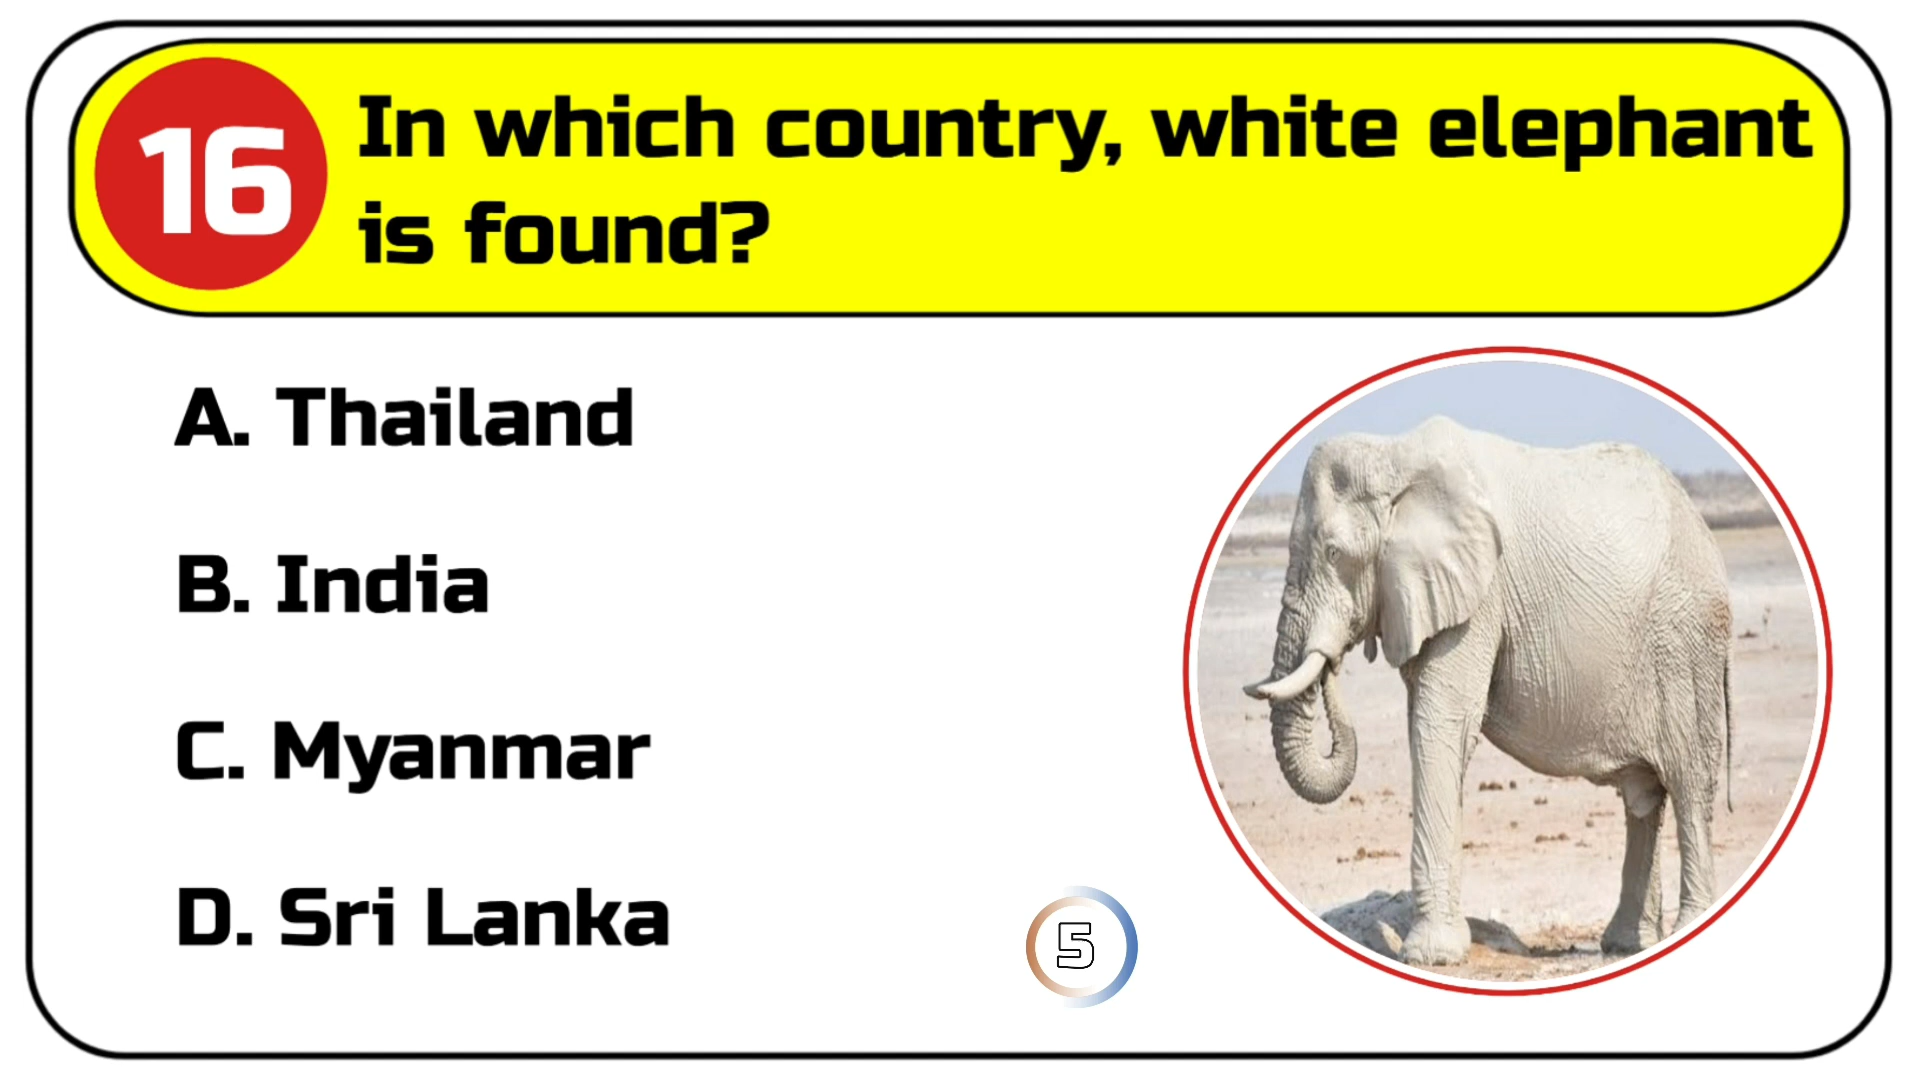 16
In which country, white elephant
is found?
A. Thailand
B. India
C. Myanmar
D. Sri Lanka
5